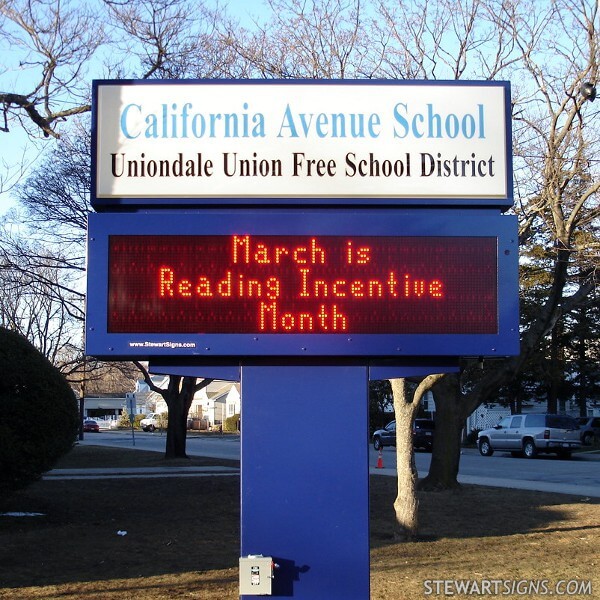 California Avenue School
Uniondale Union Free School District
March is
Reading Incentive
Month
www.StewartSigns.com
STEWARTSIGNS.COM